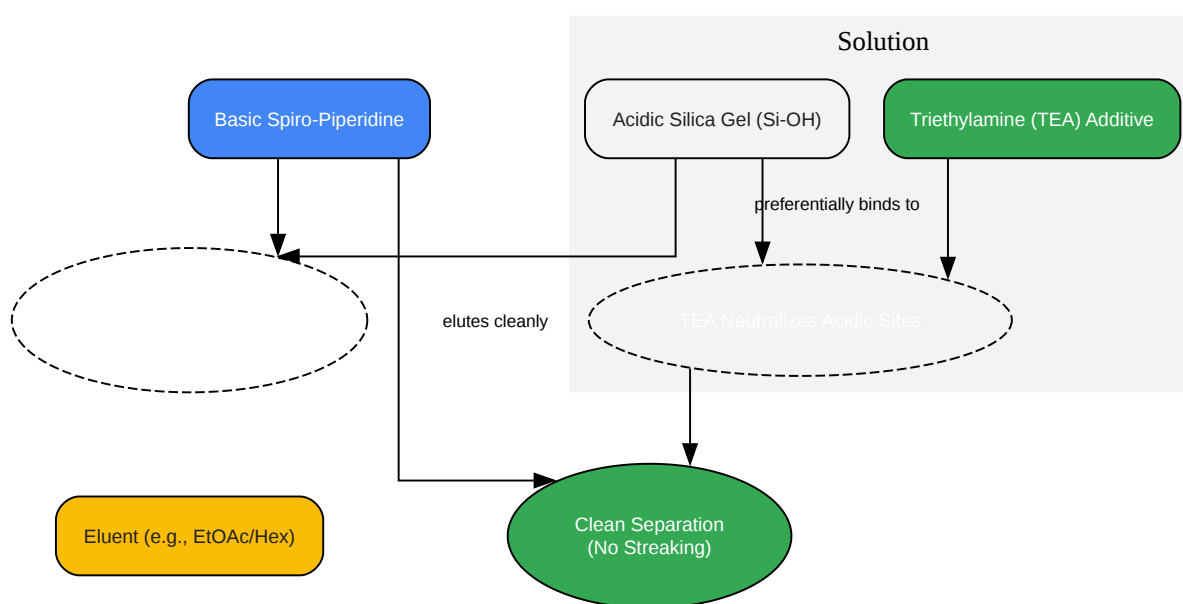 Solution
Basic Spiro-Piperidine
Acidic Silica Gel (Si-OH)
Triethylamine (TEA) Additive
preferentially binds to
elutes cleanly
TEA Neutralizes Acidic Sites
Eluent (e.g., EtOAc/Hex)
Clean Separation
(No Streaking)